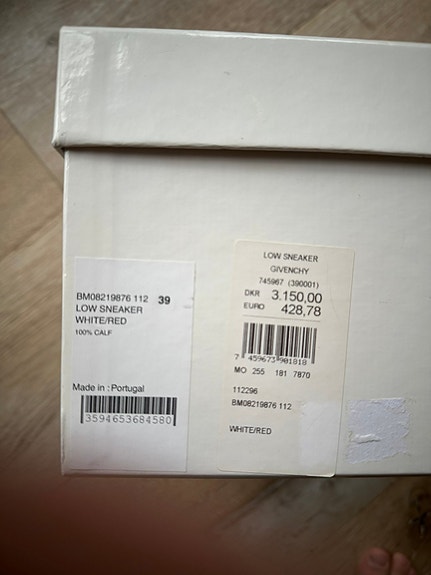 BM08219876 112 39
LOW SNEAKER
WHITE/RED
100% CALF
Made in : Portugal
3594653684580
LOW SNEAKER
GIVENCHY
745967 (390001)
DKR 3.150,00
EURO 428,78
7 459673 901818
MO 255 181 7870
112296
BM08219876 112
WHITE/RED